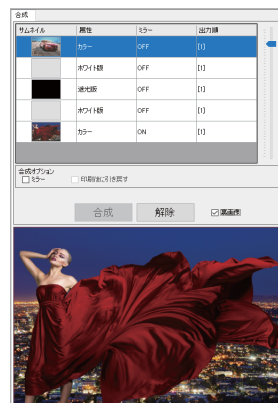 合成
サムネイル 属性 ミラー 出力順
カラー OFF [1]
ホワイト版 OFF [1]
遮光版 OFF [1]
ホワイト版 OFF [1]
カラー ON [1]
合成オプション
ミラー 印刷後に引き戻す
合成 解除